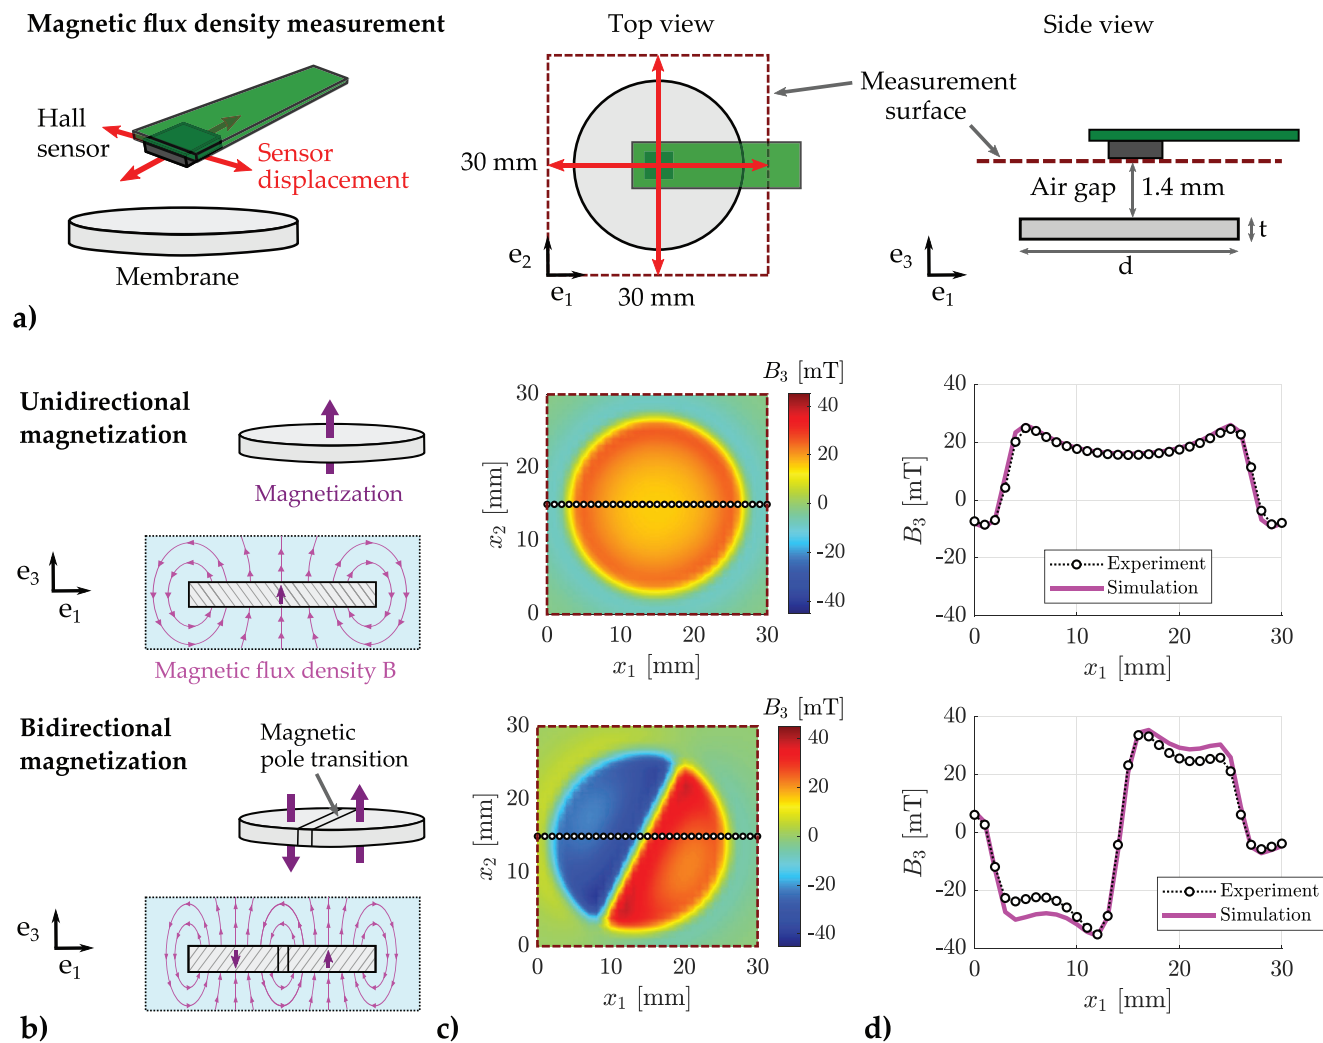 Magnetic flux density measurement
Top view
Side view
Hall
sensor
Sensor
displacement
Membrane
30 mm
30 mm
e2
e1
Measurement
surface
Air gap
1.4 mm
t
d
e3
e1
a)
Unidirectional
magnetization
Magnetization
e3
e1
Magnetic flux density B
Bidirectional
magnetization
Magnetic
pole transition
e3
e1
b)
B3 [mT]
30
20
10
0
x2 [mm]
0 10 20 30
x1 [mm]
40
20
0
-20
-40
B3 [mT]
30
20
10
0
x2 [mm]
0 10 20 30
x1 [mm]
40
20
0
-20
-40
c)
40
20
0
-20
-40
B3 [mT]
Experiment
Simulation
0 10 20 30
x1 [mm]
40
20
0
-20
-40
B3 [mT]
Experiment
Simulation
0 10 20 30
x1 [mm]
d)